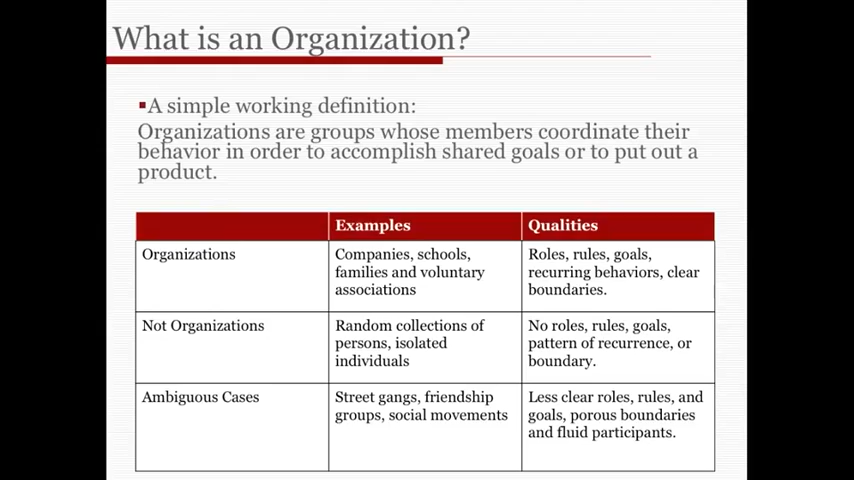 What is an Organization?
▪A simple working definition:
Organizations are groups whose members coordinate their
behavior in order to accomplish shared goals or to put out a
product.
Examples
Qualities
Organizations
Companies, schools,
families and voluntary
associations
Roles, rules, goals,
recurring behaviors, clear
boundaries.
Not Organizations
Random collections of
persons, isolated
individuals
No roles, rules, goals,
pattern of recurrence, or
boundary.
Ambiguous Cases
Street gangs, friendship
groups, social movements
Less clear roles, rules, and
goals, porous boundaries
and fluid participants.